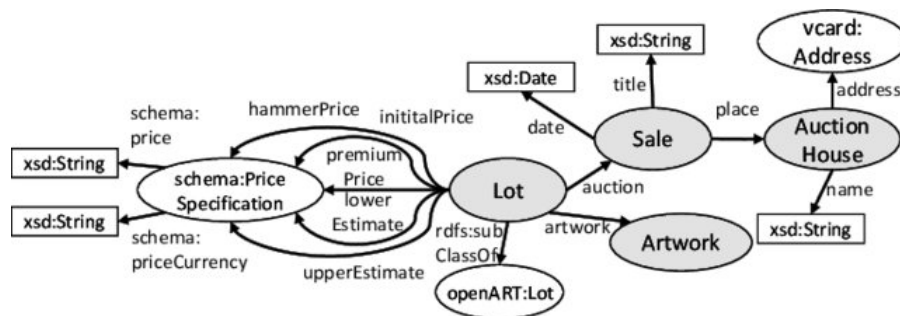 xsd:String
vcard:
Address
xsd:Date
title
address
schema:
price
hammerPrice
inititalPrice
date
Sale
place
Auction
House
xsd:String
premium
Price
schema:Price
Specification
Lot
auction
name
xsd:String
lower
Estimate
rdfs:sub
ClassOf
artwork
Artwork
xsd:String
schema:
priceCurrency
upperEstimate
openART:Lot